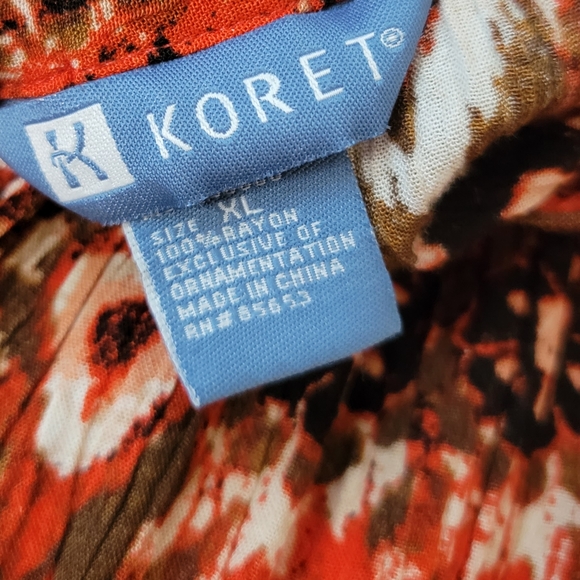 K KORET®
SIZE XL
100% RAYON
EXCLUSIVE OF
ORNAMENTATION
MADE IN CHINA
RN# 85653